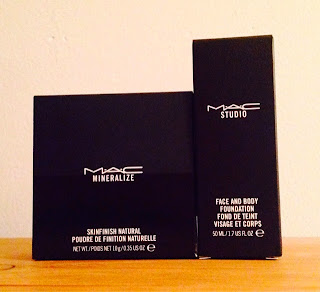 MAC
MINERALIZE
SKINFINISH NATURAL
POUDRE DE FINITION NATURELLE
NET WT./POIDS NET 10g/0.35 US OZ ℮
MAC
STUDIO
FACE AND BODY
FOUNDATION
FOND DE TEINT
VISAGE ET CORPS
50 ML/1.7 US FL. OZ ℮